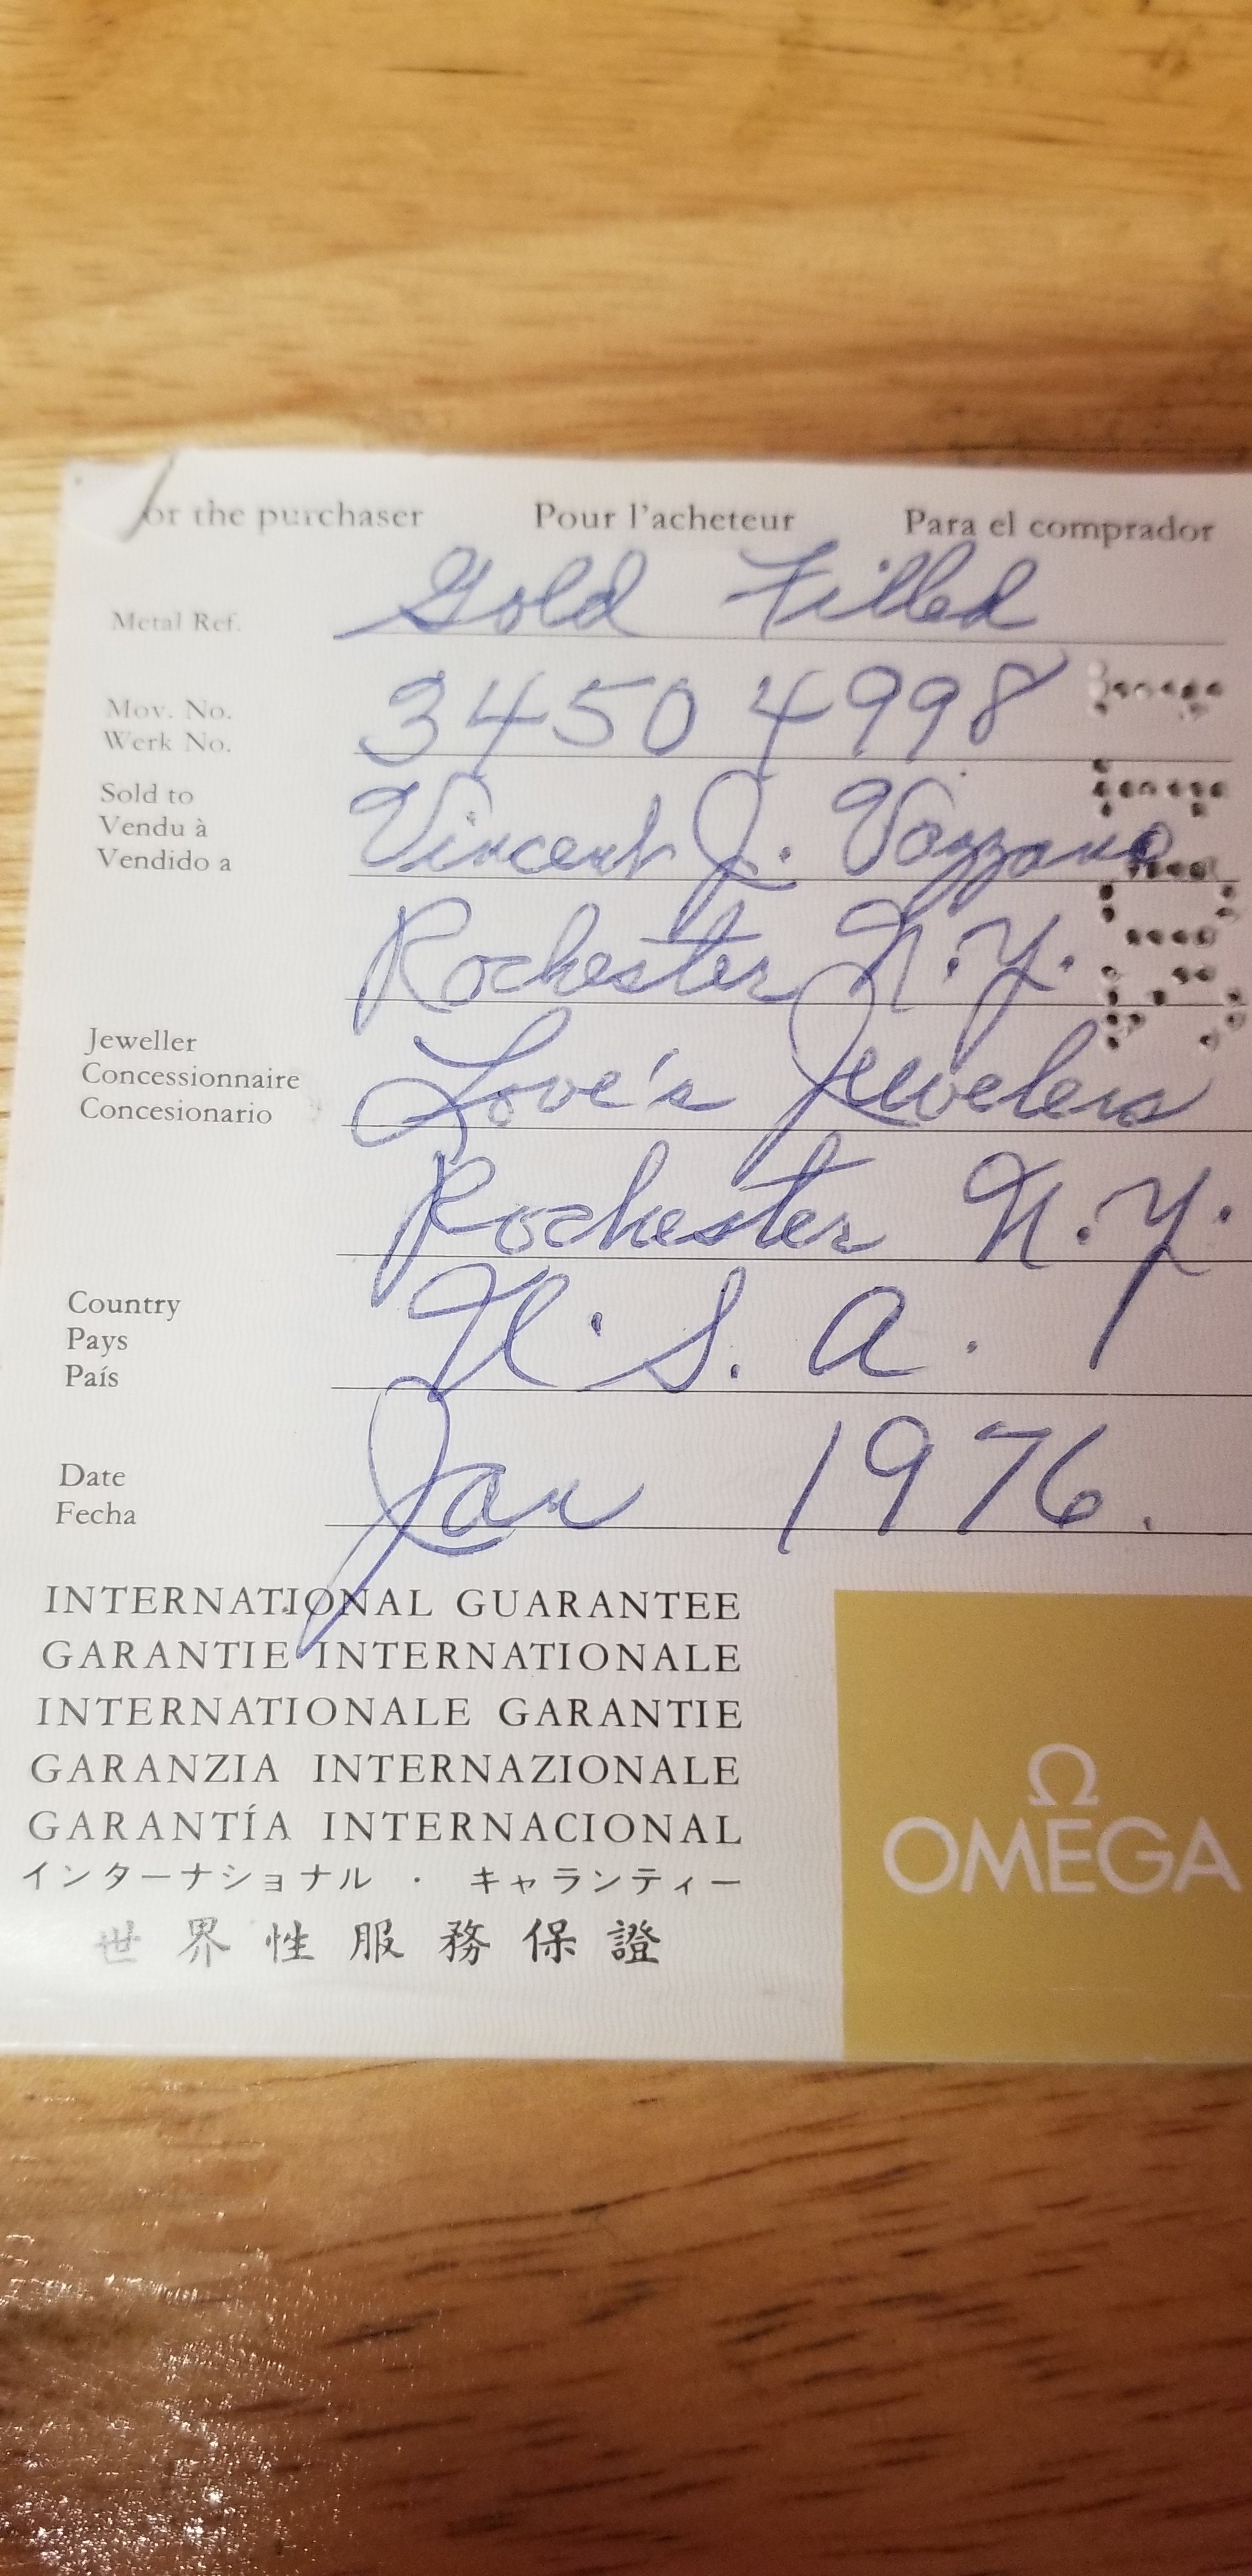 or the purchaser Pour l'acheteur Para el comprador
Metal Ref. Gold Filled
Mov. No.
Werk No. 34504998
Sold to
Vendu à
Vendido a
Vincent J. Vozzano
Rochester N.Y.
Jeweller
Concessionnaire
Concesionario
Love's Jewelers
Rochester N.Y.
Country
Pays
País
U.S.A.
Date
Fecha
Jan 1976.
INTERNATIONAL GUARANTEE
GARANTIE INTERNATIONALE
INTERNATIONALE GARANTIE
GARANZIA INTERNAZIONALE
GARANTÍA INTERNACIONAL
インターナショナル・キャランティー
世界性服務保證
Ω
OMEGA